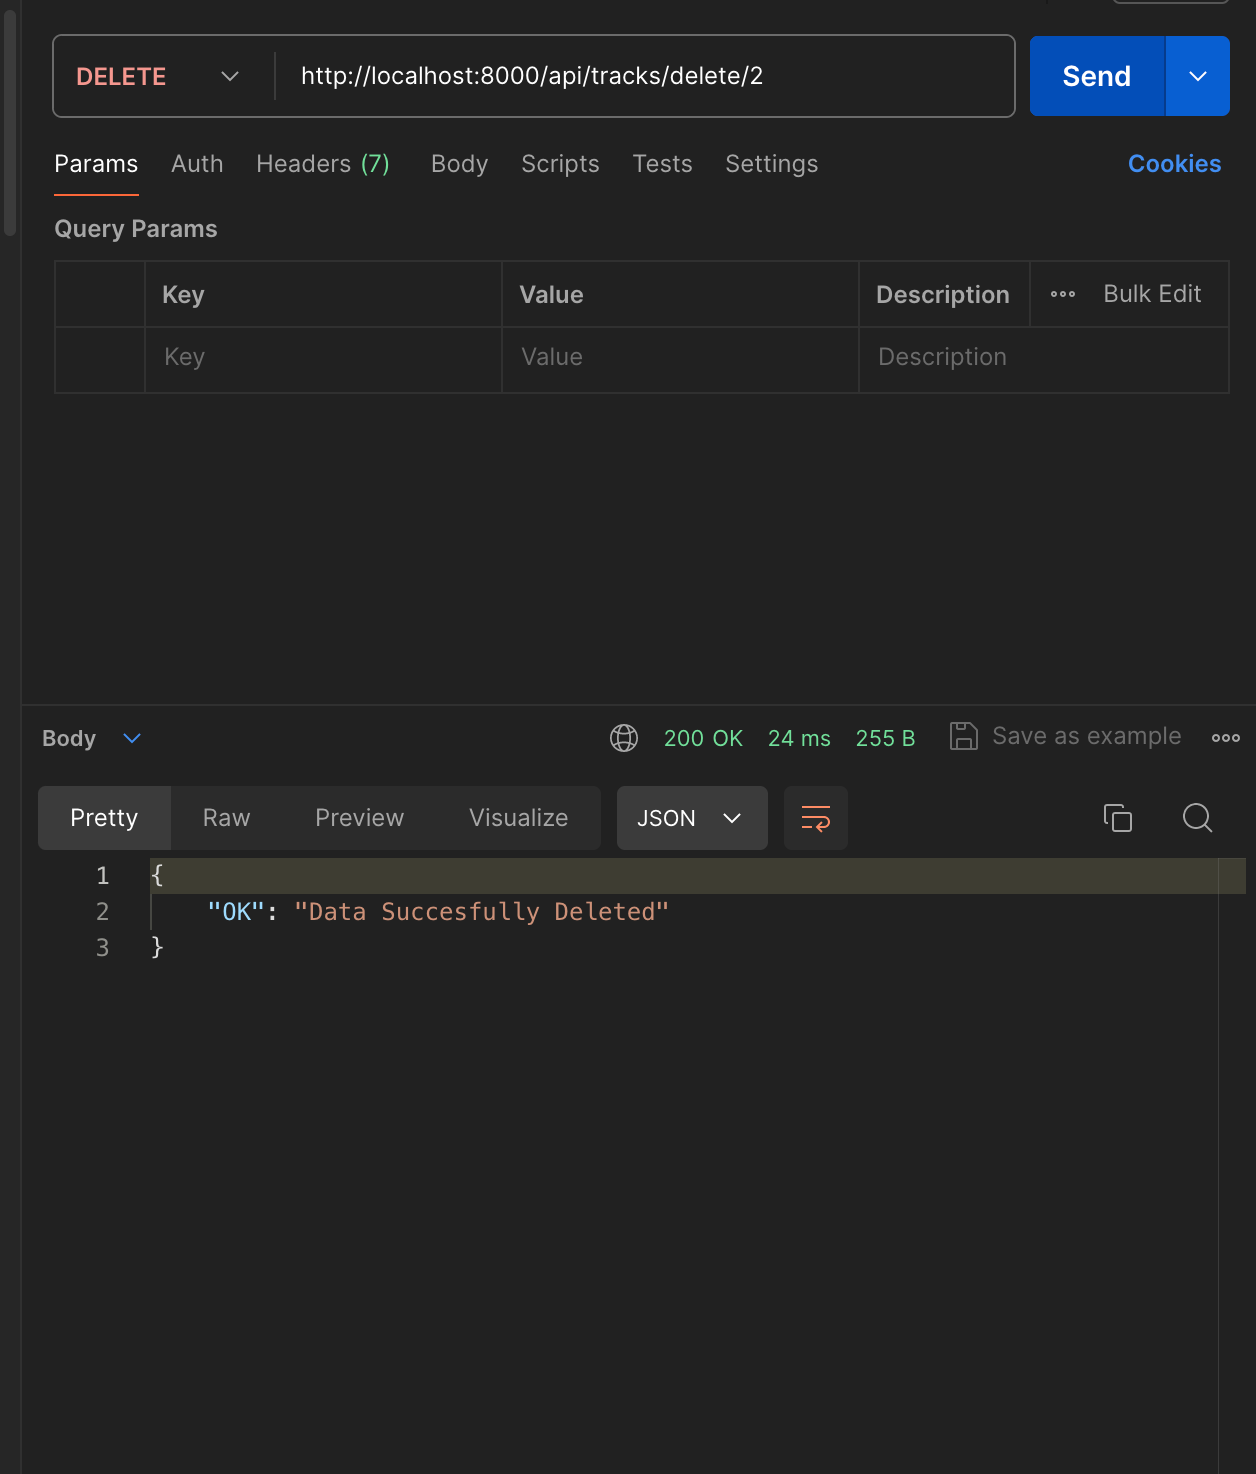 DELETE http://localhost:8000/api/tracks/delete/2 Send
Params Auth Headers (7) Body Scripts Tests Settings Cookies
Query Params
Key Value Description Bulk Edit
Key Value Description
Body 200 OK 24 ms 255 B Save as example
Pretty Raw Preview Visualize JSON
1 {
2 "OK": "Data Succesfully Deleted"
3 }